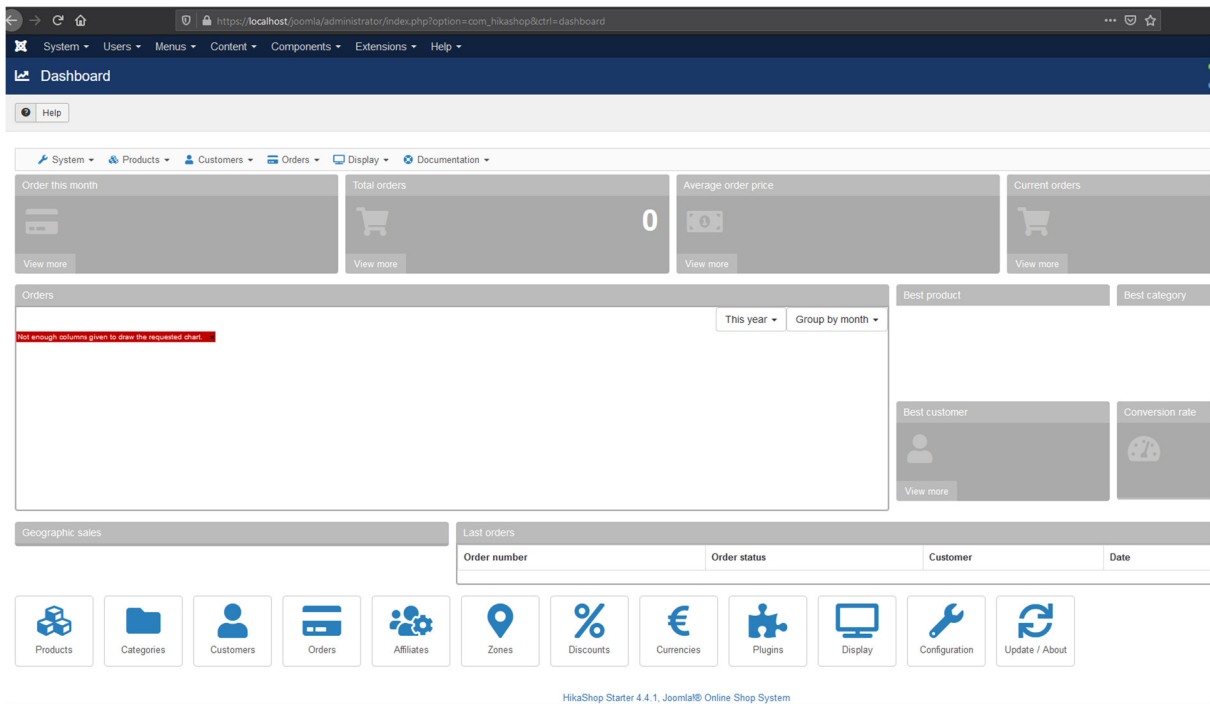 https://localhost/joomla/administrator/index.php?option=com_hikashop&ctrl=dashboard
System Users Menus Content Components Extensions Help
Dashboard
Help
System Products Customers Orders Display Documentation
Order this month Total orders Average order price Current orders
0
View more View more View more View more
Orders Best product Best category
This year Group by month
Not enough columns given to draw the requested chart. ×
Best customer Conversion rate
View more
Geographic sales Last orders
Order number Order status Customer Date
Products Categories Customers Orders Affiliates Zones Discounts Currencies Plugins Display Configuration Update / About
HikaShop Starter 4.4.1, Joomla!® Online Shop System